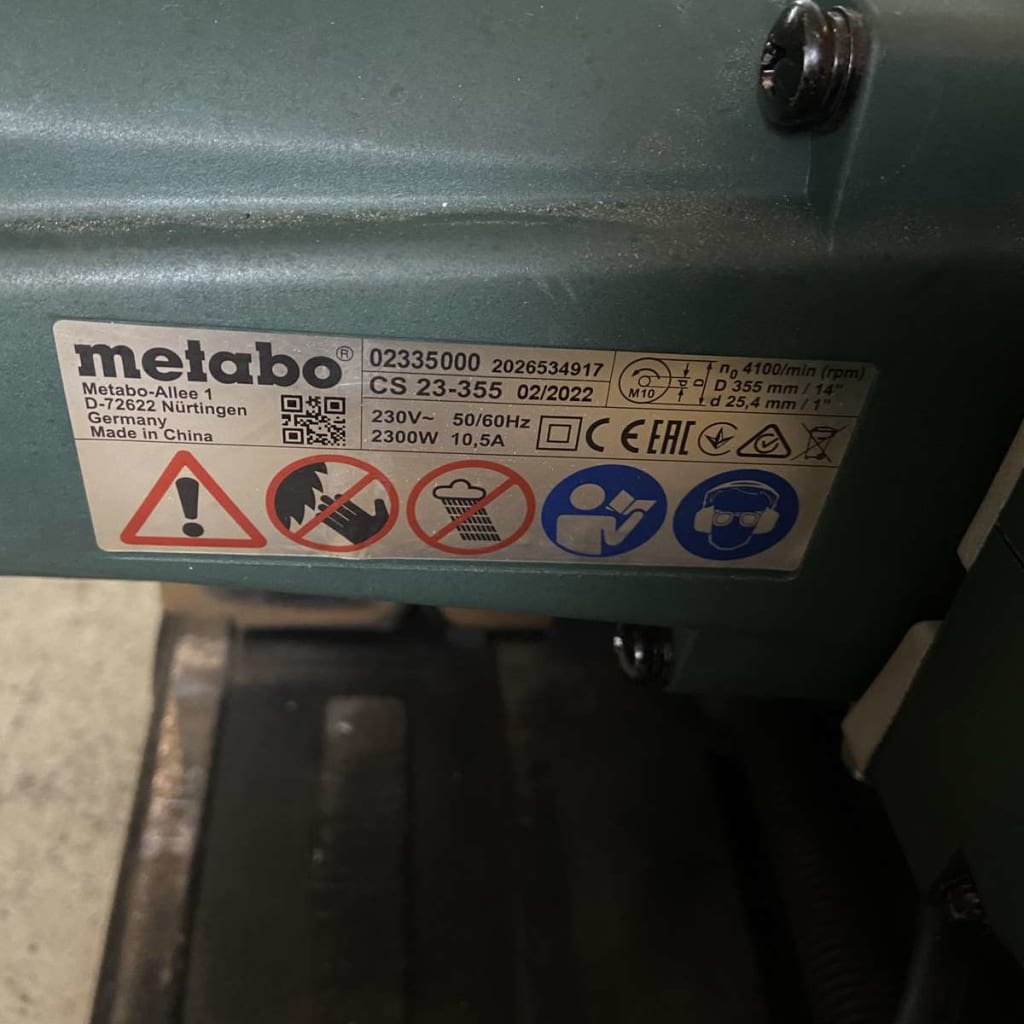 metabo®
Metabo-Allee 1
D-72622 Nürtingen
Germany
Made in China
02335000 2026534917
CS 23-355 02/2022
230V~ 50/60Hz
2300W 10,5A
M10
d D
n₀ 4100/min (rpm)
D 355 mm / 14"
d 25,4 mm / 1"
CE EAC